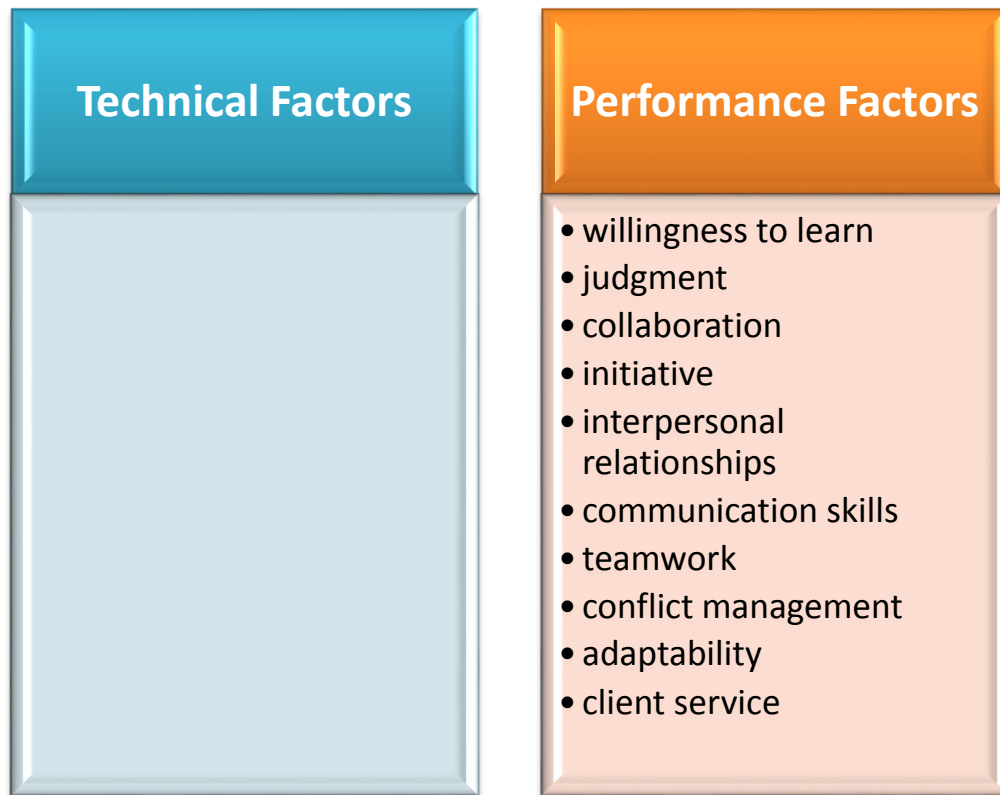 Technical Factors
Performance Factors
• willingness to learn
• judgment
• collaboration
• initiative
• interpersonal
relationships
• communication skills
• teamwork
• conflict management
• adaptability
• client service